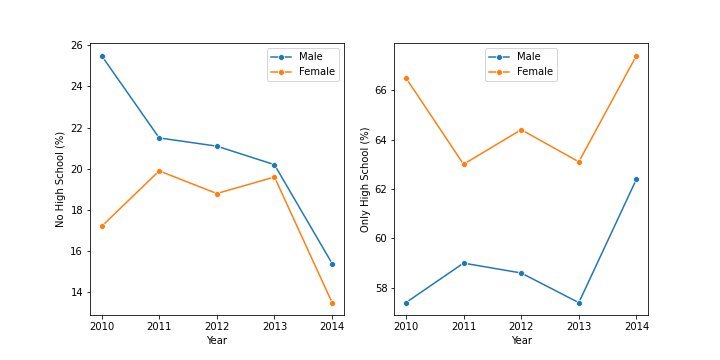 26
24
22
20
18
16
14
No High School (%)
Male
Female
2010 2011 2012 2013 2014
Year
66
64
62
60
58
Only High School (%)
Male
Female
2010 2011 2012 2013 2014
Year